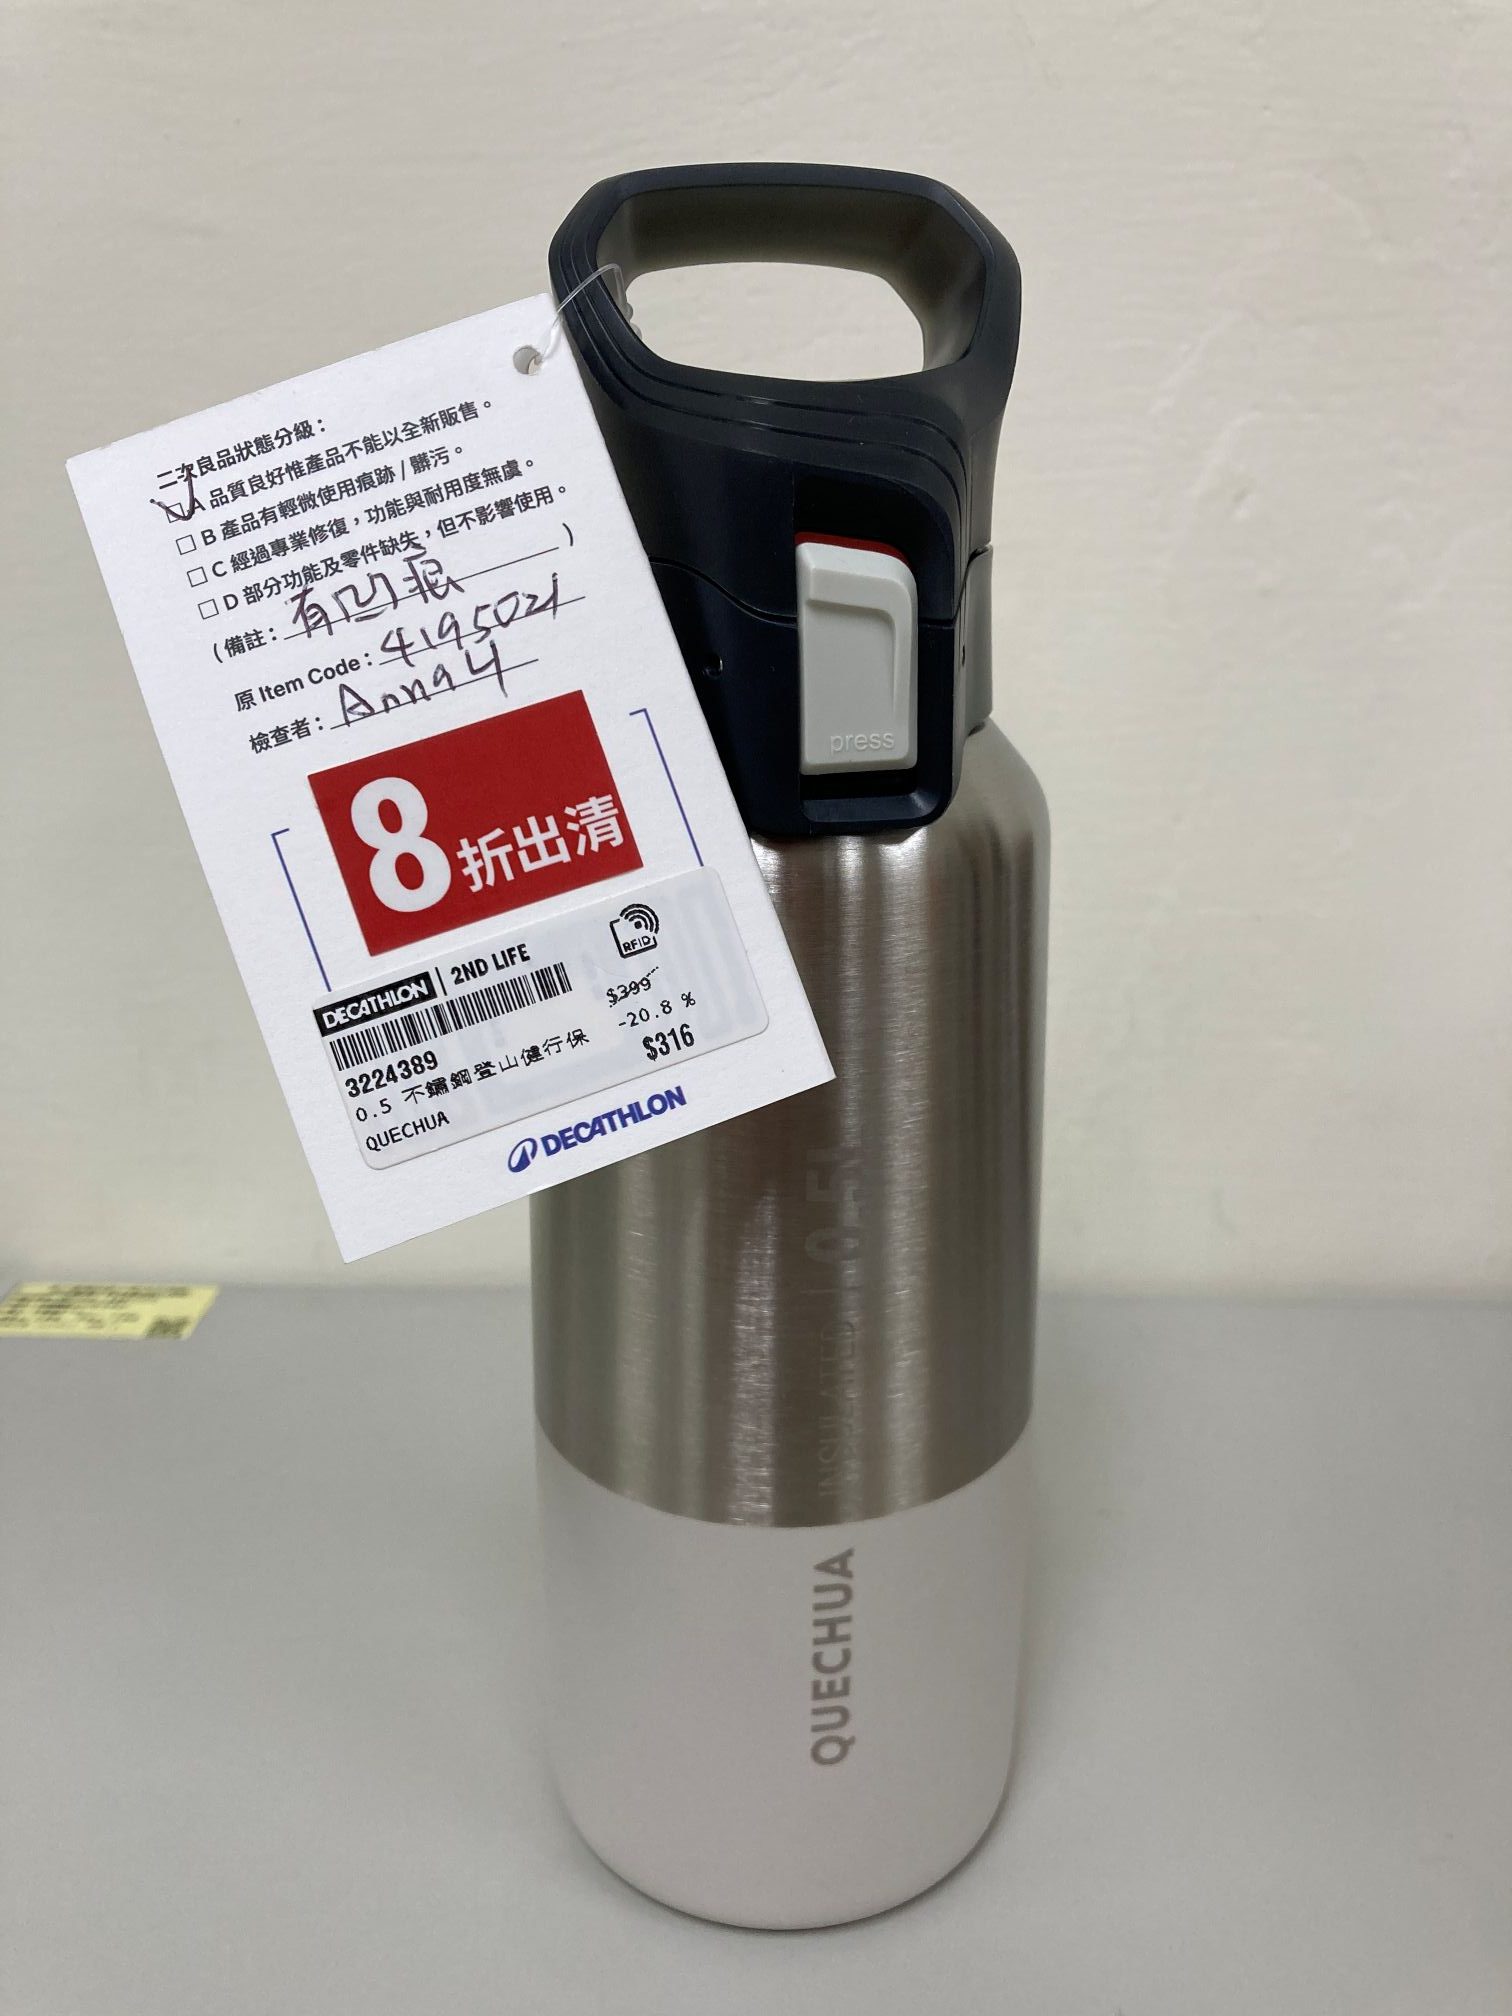 二次良品狀態分級：
☑ A 品質良好惟產品不能以全新販售。
☐ B 產品有輕微使用痕跡 / 髒污。
☐ C 經過專業修復，功能與耐用度無虞。
☐ D 部分功能及零件缺失，但不影響使用。
(備註：有凹痕)
原 Item Code：4195021
檢查者：Anna 4
8折出清
DECATHLON | 2ND LIFE
RFID
3224389
$399
-20.8 %
$316
0.5 不鏽鋼登山健行保
QUECHUA
DECATHLON
press
INSULATED | 0.5L
QUECHUA